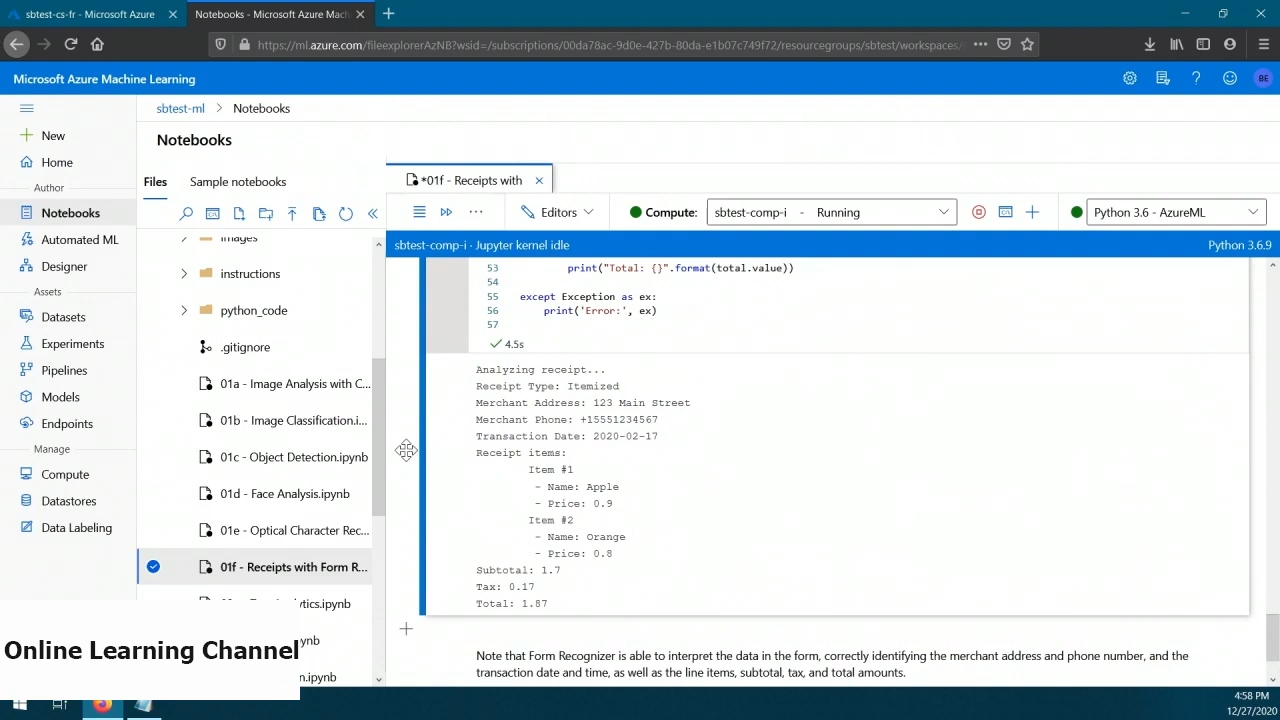 sbtest-cs-fr - Microsoft Azure
Notebooks - Microsoft Azure Mach
https://ml.azure.com/fileexplorerAzNB?wsid=/subscriptions/00da78ac-9d0e-427b-80da-e1b07c749f72/resourcegroups/sbtest/workspaces/
Microsoft Azure Machine Learning
BE
sbtest-ml > Notebooks
New
Home
Author
Notebooks
Automated ML
Designer
Assets
Datasets
Experiments
Pipelines
Models
Endpoints
Manage
Compute
Datastores
Data Labeling
Notebooks
Files
Sample notebooks
images
instructions
python_code
.gitignore
01a - Image Analysis with C...
01b - Image Classification.i...
01c - Object Detection.ipynb
01d - Face Analysis.ipynb
01e - Optical Character Rec...
01f - Receipts with Form R...
ytics.ipynb
ynb
n.ipynb
*01f - Receipts with
Editors
Compute:
sbtest-comp-i - Running
Python 3.6 - AzureML
sbtest-comp-i · Jupyter kernel idle
Python 3.6.9
53 print("Total: {}".format(total.value))
54
55 except Exception as ex:
56 print('Error:', ex)
57
4.5s
Analyzing receipt...
Receipt Type: Itemized
Merchant Address: 123 Main Street
Merchant Phone: +15551234567
Transaction Date: 2020-02-17
Receipt items:
Item #1
- Name: Apple
- Price: 0.9
Item #2
- Name: Orange
- Price: 0.8
Subtotal: 1.7
Tax: 0.17
Total: 1.87
Note that Form Recognizer is able to interpret the data in the form, correctly identifying the merchant address and phone number, and the
transaction date and time, as well as the line items, subtotal, tax, and total amounts.
Online Learning Channel
4:58 PM
12/27/2020